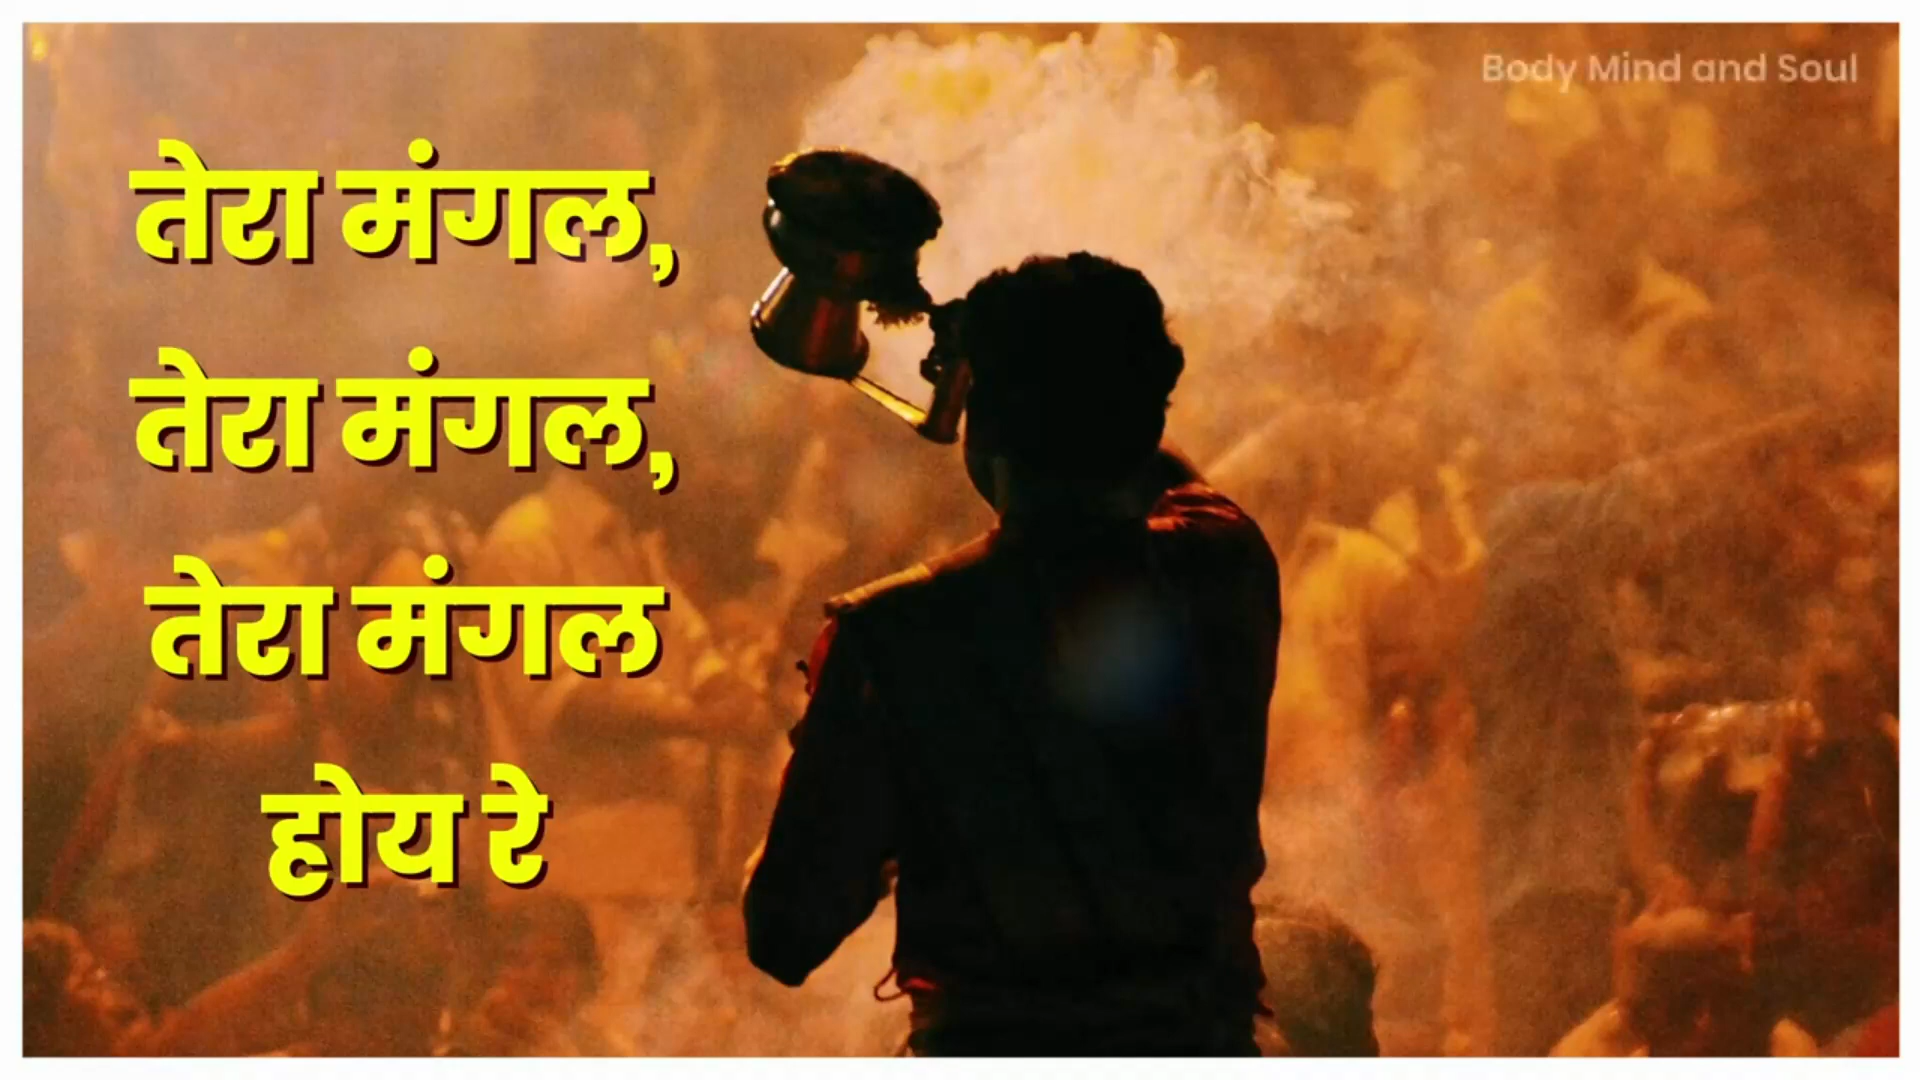 Body Mind and Soul
तेरा मंगल,
तेरा मंगल,
तेरा मंगल
होय रे